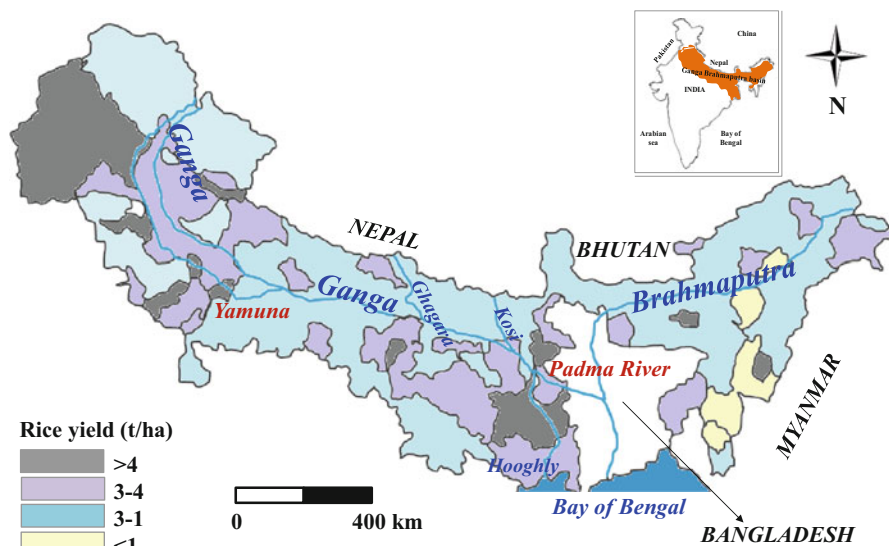 China
Pakistan
Nepal
Ganga Brahmaputra basin
INDIA
Arabian
sea
Bay of
Bengal
N
Ganga
NEPAL
BHUTAN
Ganga
Ghagara
Kosi
Brahmaputra
Yamuna
Padma River
MYANMAR
Rice yield (t/ha)
>4
3-4
3-1
<1
Hooghly
0
400 km
Bay of Bengal
BANGLADESH